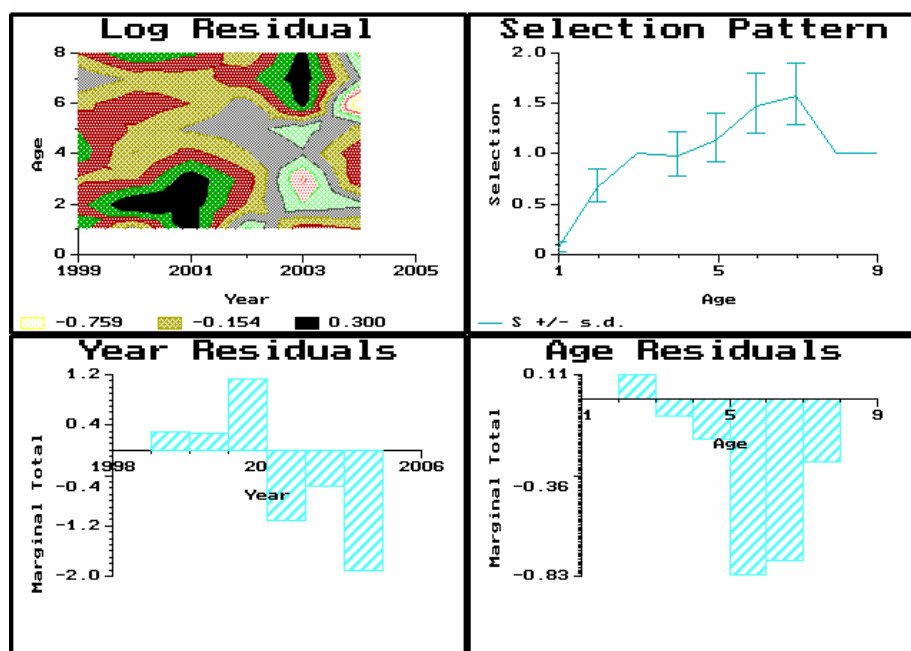 Log Residual
8
6
Age
4
2
0
1999 2001 2003 2005
Year
-0.759 -0.154 0.300
Selection Pattern
2.0
1.5
Selection
1.0
0.5
0
1 5 9
Age
S +/- s.d.
Year Residuals
1.2
0.4
Marginal Total
1998 20 2006
-0.4
Year
-1.2
-2.0
Age Residuals
0.11
1 5 9
Age
Marginal Total
-0.36
-0.83